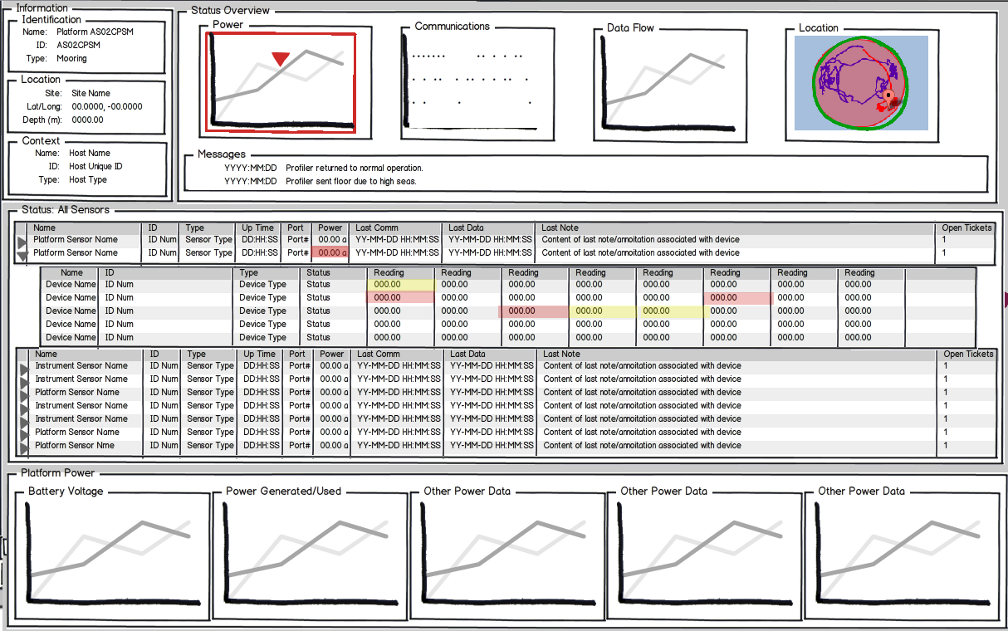 Information
Identification
Name: Platform AS02CPSM
ID: AS02CPSM
Type: Mooring
Location
Site: Site Name
Lat/Long: 00.0000, -00.0000
Depth (m): 0000.00
Context
Name: Host Name
ID: Host Unique ID
Type: Host Type
Status Overview
Power
Communications
Data Flow
Location
Messages
YYYY:MM:DD Profiler returned to normal operation.
YYYY:MM:DD Profiler sent floor due to high seas.
Status: All Sensors
Name ID Type Up Time Port Power Last Comm Last Data Last Note Open Tickets
Platform Sensor Name ID Num Sensor Type DD:HH:SS Port# 00.00 a YY-MM-DD HH:MM:SS YY-MM-DD HH:MM:SS Content of last note/annoitation associated with device 1
Platform Sensor Name ID Num Sensor Type DD:HH:SS Port# 00.00 a YY-MM-DD HH:MM:SS YY-MM-DD HH:MM:SS Content of last note/annoitation associated with device 1
Name ID Type Status Reading Reading Reading Reading Reading Reading Reading Reading
Device Name ID Num Device Type Status 000.00 000.00 000.00 000.00 000.00 000.00 000.00 000.00
Device Name ID Num Device Type Status 000.00 000.00 000.00 000.00 000.00 000.00 000.00 000.00
Device Name ID Num Device Type Status 000.00 000.00 000.00 000.00 000.00 000.00 000.00 000.00
Device Name ID Num Device Type Status 000.00 000.00 000.00 000.00 000.00 000.00 000.00 000.00
Device Name ID Num Device Type Status 000.00 000.00 000.00 000.00 000.00 000.00 000.00 000.00
Name ID Type Up Time Port Power Last Comm Last Data Last Note Open Tickets
Instrument Sensor Name ID Num Sensor Type DD:HH:SS Port# 00.00 a YY-MM-DD HH:MM:SS YY-MM-DD HH:MM:SS Content of last note/annoitation associated with device 1
Instrument Sensor Name ID Num Sensor Type DD:HH:SS Port# 00.00 a YY-MM-DD HH:MM:SS YY-MM-DD HH:MM:SS Content of last note/annoitation associated with device 1
Platform Sensor Name ID Num Sensor Type DD:HH:SS Port# 00.00 a YY-MM-DD HH:MM:SS YY-MM-DD HH:MM:SS Content of last note/annoitation associated with device 1
Instrument Sensor Name ID Num Sensor Type DD:HH:SS Port# 00.00 a YY-MM-DD HH:MM:SS YY-MM-DD HH:MM:SS Content of last note/annoitation associated with device 1
Instrument Sensor Name ID Num Sensor Type DD:HH:SS Port# 00.00 a YY-MM-DD HH:MM:SS YY-MM-DD HH:MM:SS Content of last note/annoitation associated with device 1
Platform Sensor Name ID Num Sensor Type DD:HH:SS Port# 00.00 a YY-MM-DD HH:MM:SS YY-MM-DD HH:MM:SS Content of last note/annoitation associated with device 1
Platform Sensor Nme ID Num Sensor Type DD:HH:SS Port# 00.00 a YY-MM-DD HH:MM:SS YY-MM-DD HH:MM:SS Content of last note/annoitation associated with device 1
Platform Power
Battery Voltage
Power Generated/Used
Other Power Data
Other Power Data
Other Power Data